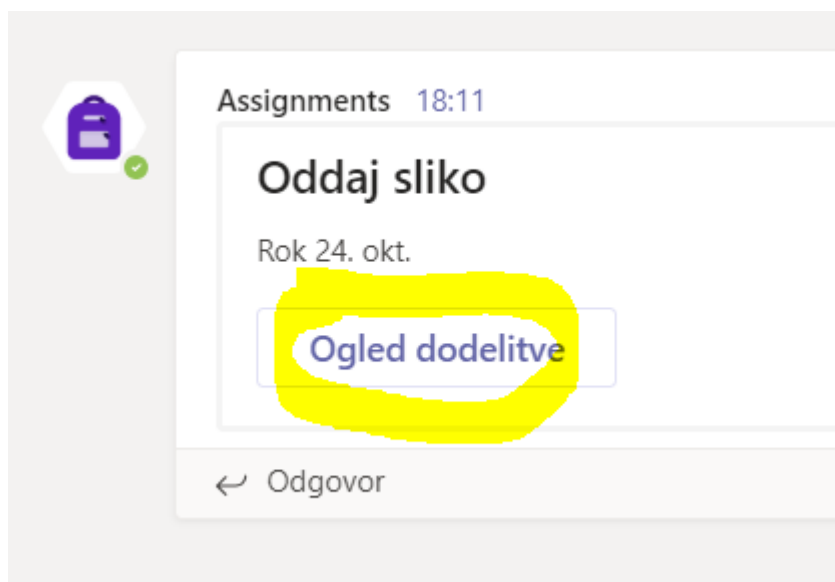 Assignments 18:11
Oddaj sliko
Rok 24. okt.
Ogled dodelitve
Odgovor